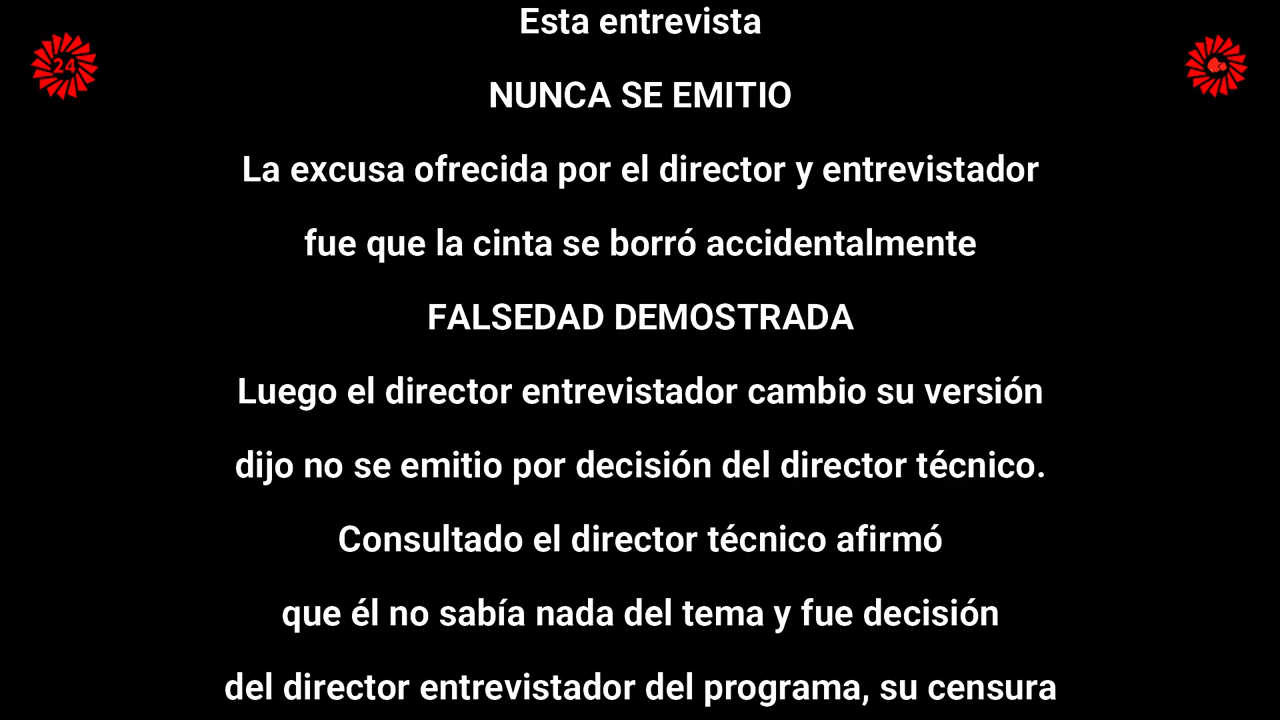 Esta entrevista
24
NUNCA SE EMITIO
La excusa ofrecida por el director y entrevistador
fue que la cinta se borró accidentalmente
FALSEDAD DEMOSTRADA
Luego el director entrevistador cambio su versión
dijo no se emitio por decisión del director técnico.
Consultado el director técnico afirmó
que él no sabía nada del tema y fue decisión
del director entrevistador del programa, su censura